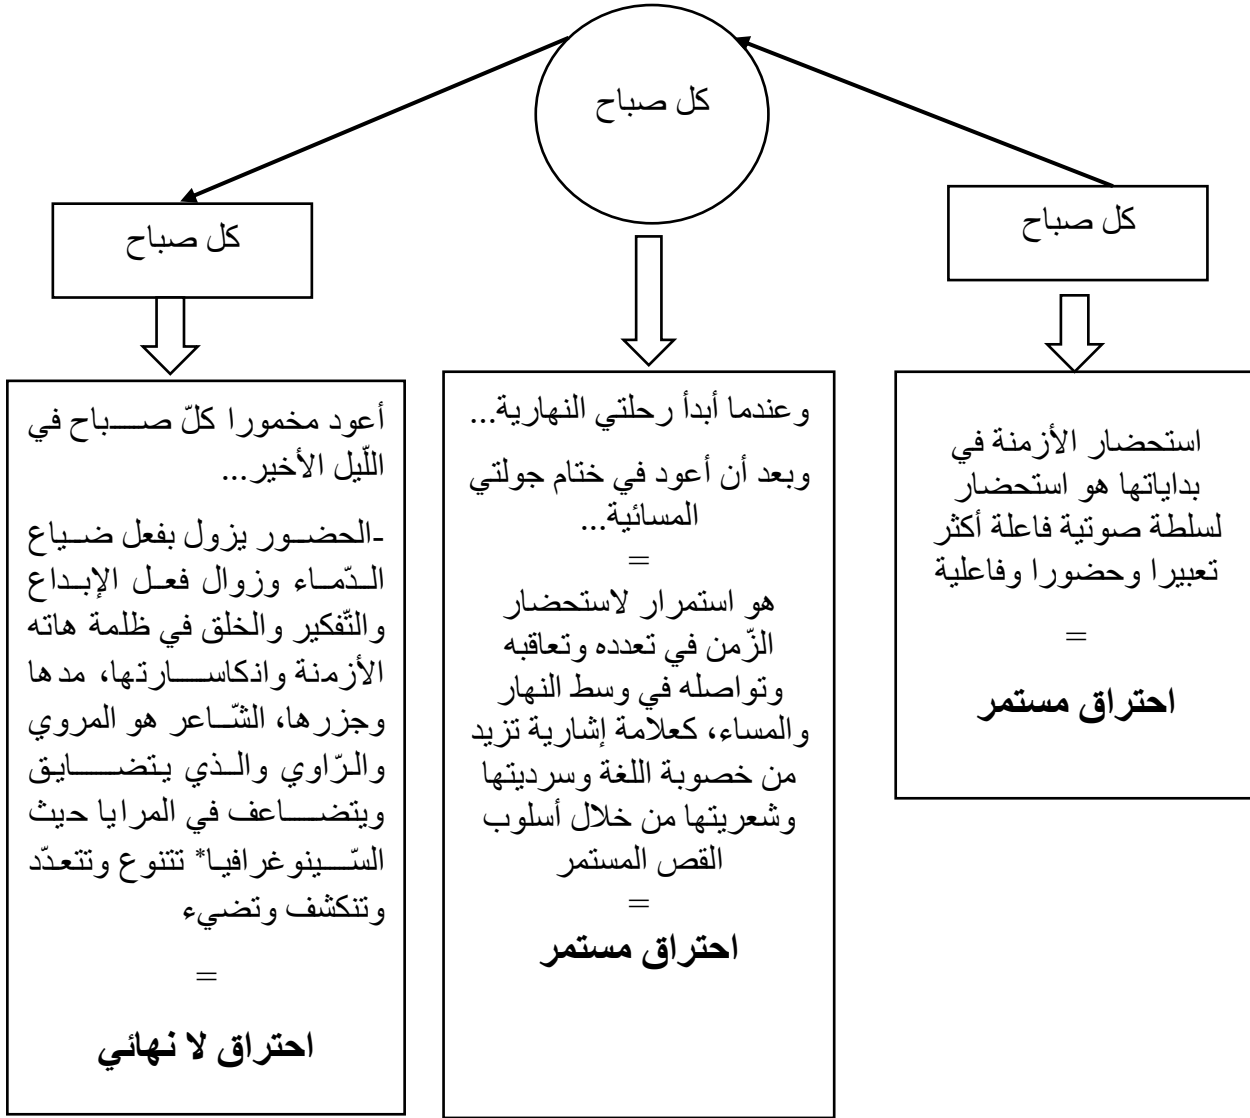 كل صباح
كل صباح
كل صباح
استحضار الأزمنة في
بداياتها هو استحضار
لسلطة صوتية فاعلة أكثر
تعبيرا وحضورا وفاعلية
=
احتراق مستمر
وعندما أبدأ رحلتي النهارية...
وبعد أن أعود في ختام جولتي
المسائية...
=
هو استمرار لاستحضار
الزّمن في تعدده وتعاقبه
وتواصله في وسط النهار
والمساء، كعلامة إشارية تزيد
من خصوبة اللغة وسرديتها
وشعريتها من خلال أسلوب
القص المستمر
=
احتراق مستمر
أعود مخمورا كلّ صباح في
اللّيل الأخير...
-الحضور يزول بفعل ضياع
الدّماء وزوال فعل الإبداع
والتّفكير والخلق في ظلمة هاته
الأزمنة وانكاسارتها، مدها
وجزرها، الشّاعر هو المروي
والرّاوي والذي يتضايق
ويتضاعف في المرايا حيث
السّينوغرافيا* تتنوع وتتعدّد
وتنكشف وتضيء
=
احتراق لا نهائي